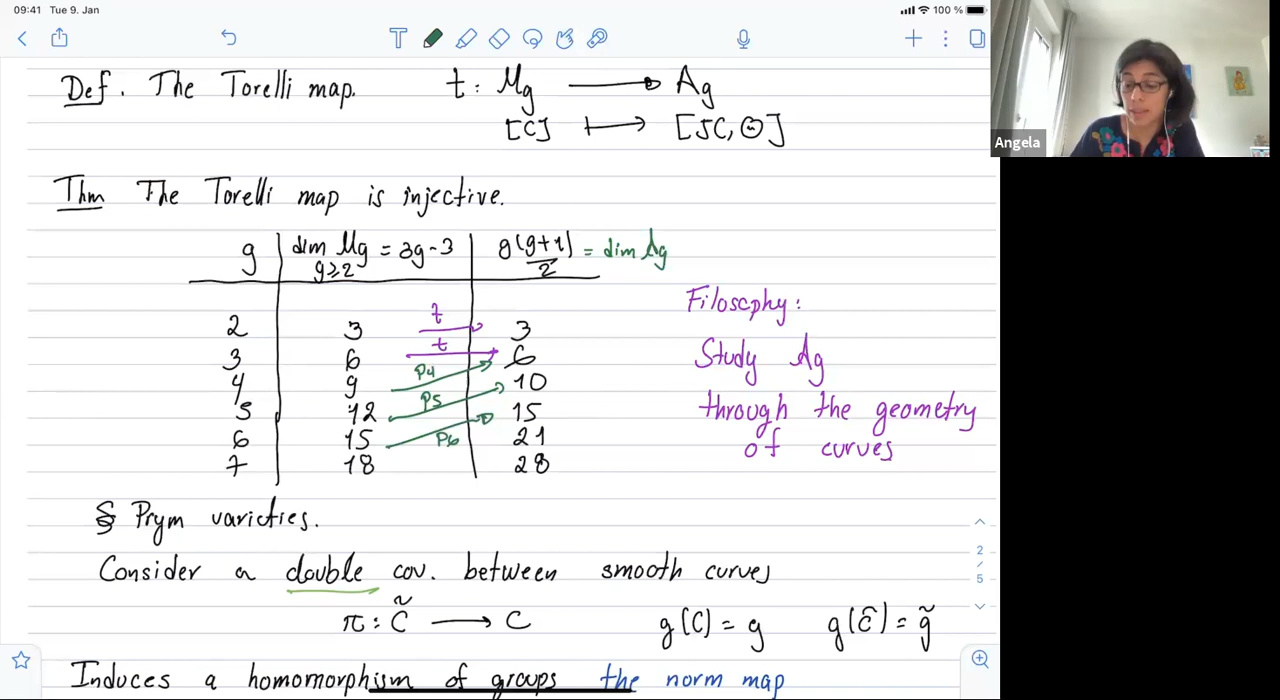 09:41 Tue 9. Jan
100 %
Def. The Torelli map. t : Mg → Ag
[C] ↦ [JC, Θ]
Angela
Thm The Torelli map is injective.
g | dim Mg = 3g-3 | g(g+1)/2 = dim Ag
g≥2
t
2 3 3
t
3 6 6
P4
4 9 10
P5
5 12 15
6 15 P6 21
7 18 28
Filosophy:
Study Ag
through the geometry
of curves
§ Prym varieties.
Consider a double cov. between smooth curves
π : C̃ → C g(C) = g g(C̃) = g̃
Induces a homomorphism of groups the norm map
2
/
5